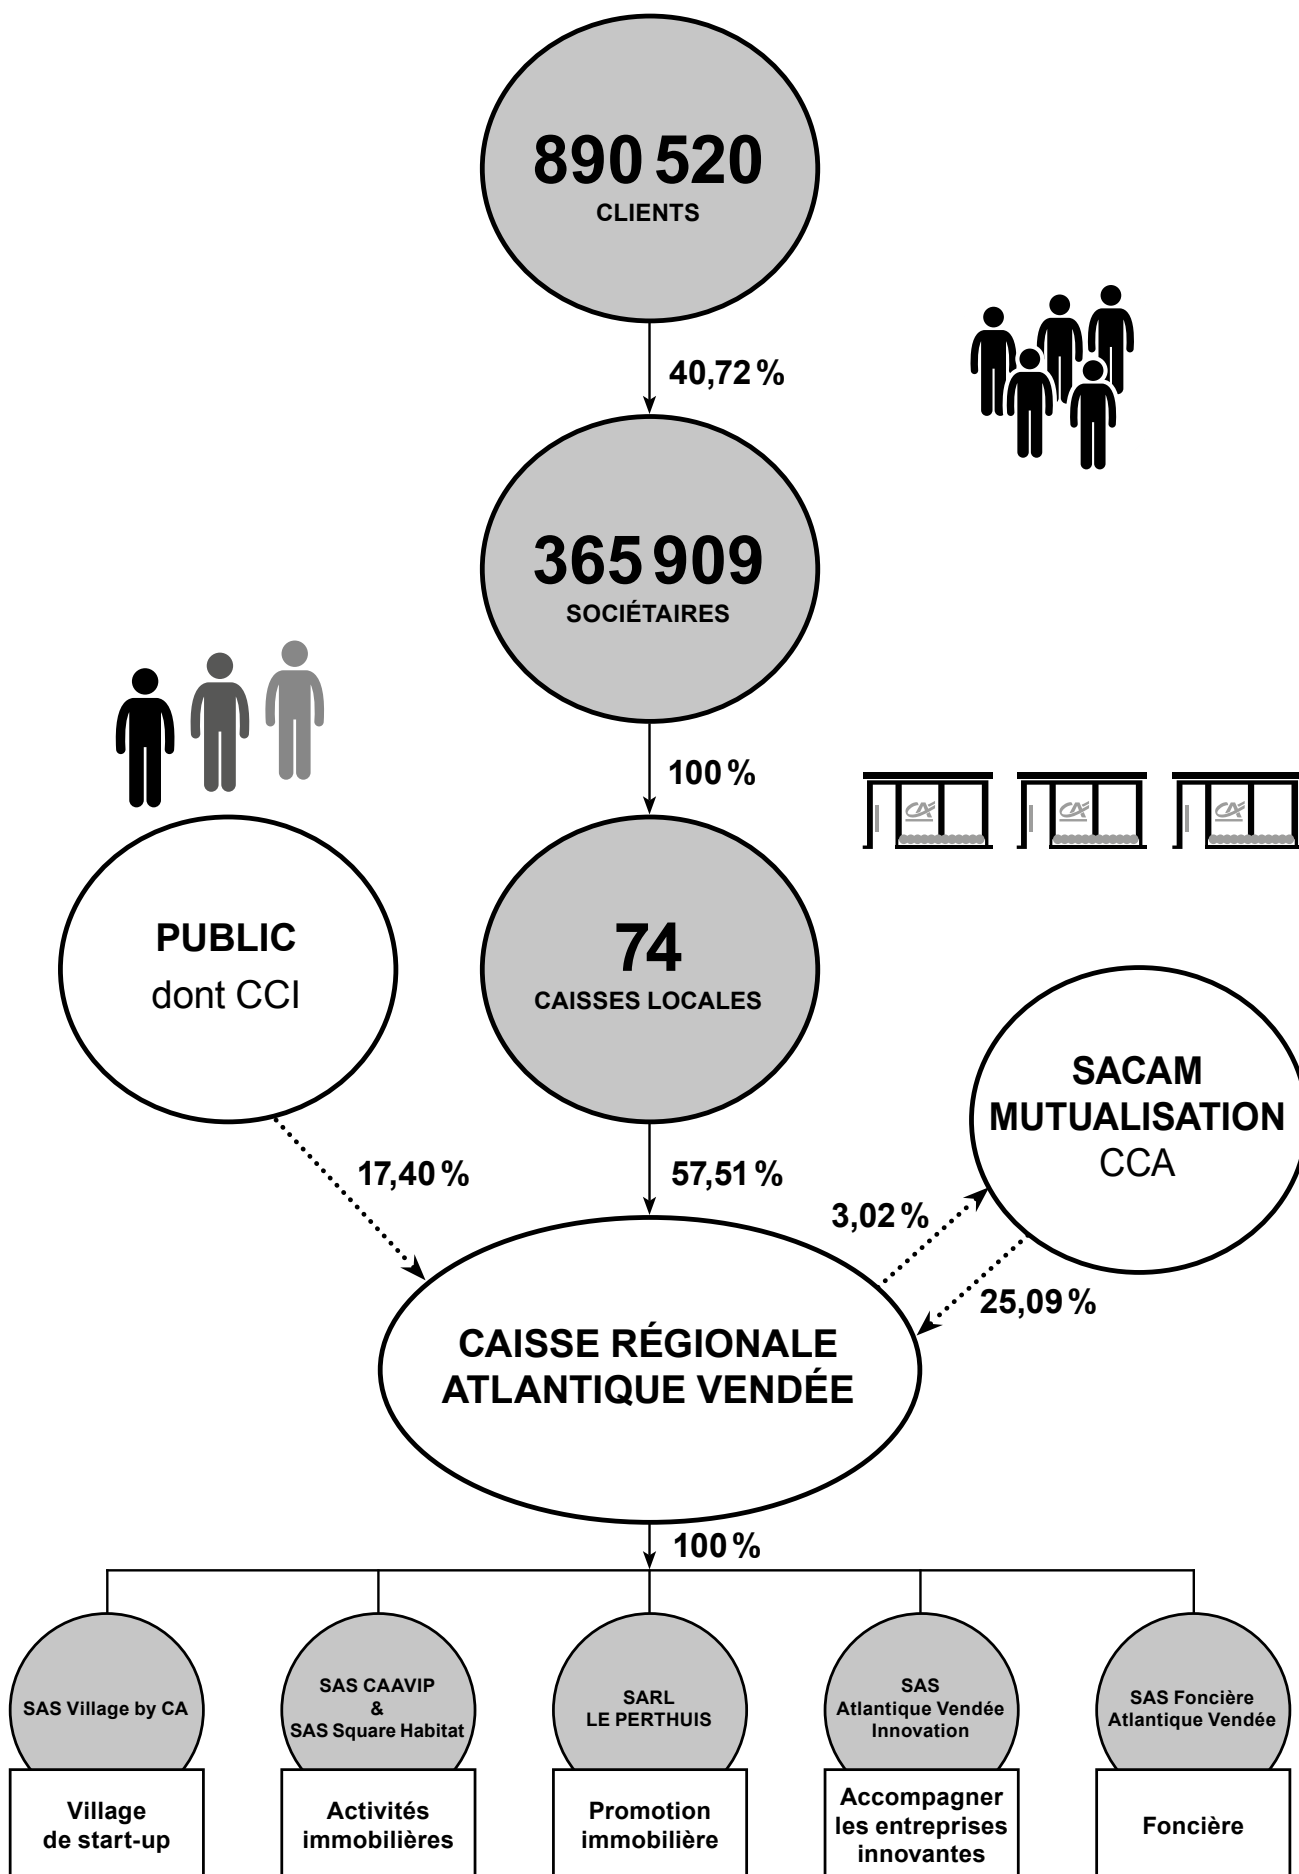 890 520
CLIENTS
40,72 %
365 909
SOCIÉTAIRES
100 %
CA
CA
CA
PUBLIC
dont CCI
74
CAISSES LOCALES
SACAM
MUTUALISATION
CCA
17,40 %
57,51 %
3,02 %
25,09 %
CAISSE RÉGIONALE
ATLANTIQUE VENDÉE
100 %
SAS Village by CA
Village
de start-up
SAS CAAVIP
&
SAS Square Habitat
Activités
immobilières
SARL
LE PERTHUIS
Promotion
immobilière
SAS
Atlantique Vendée
Innovation
Accompagner
les entreprises
innovantes
SAS Foncière
Atlantique Vendée
Foncière